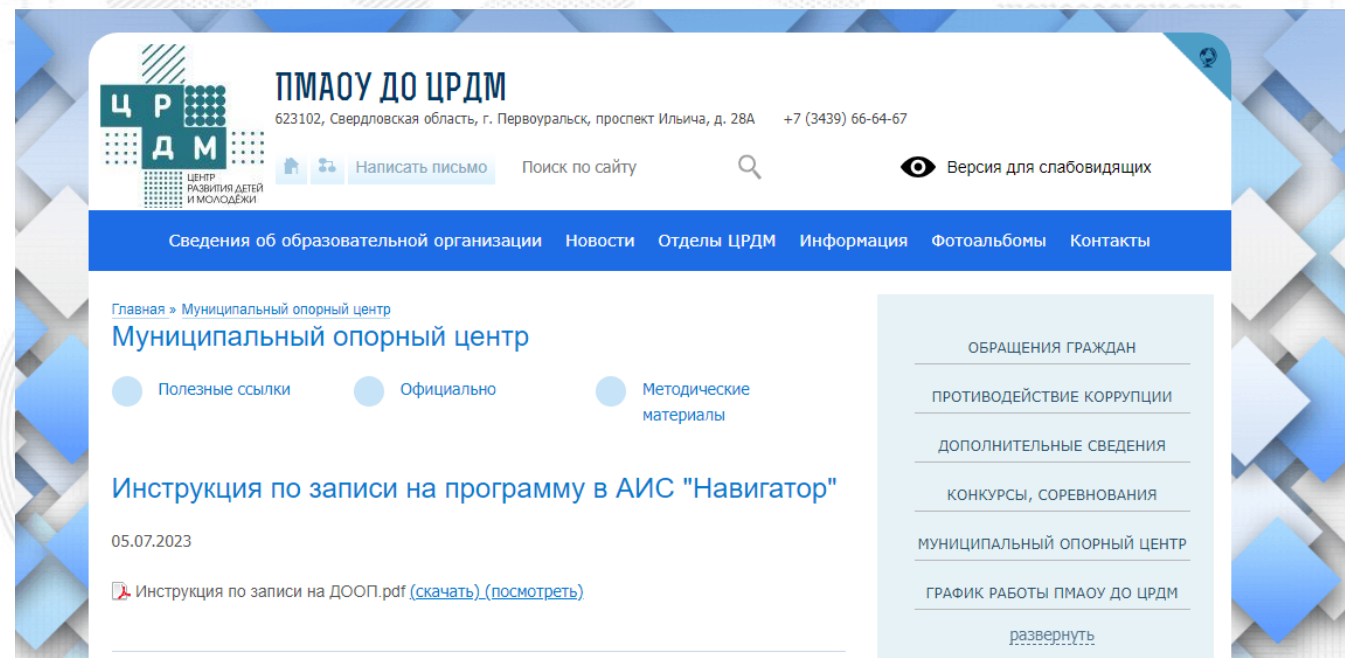 ЦРДМ
ЦЕНТР
РАЗВИТИЯ ДЕТЕЙ
И МОЛОДЁЖИ
ПМАОУ ДО ЦРДМ
623102, Свердловская область, г. Первоуральск, проспект Ильича, д. 28А +7 (3439) 66-64-67
Написать письмо Поиск по сайту Версия для слабовидящих
Сведения об образовательной организации Новости Отделы ЦРДМ Информация Фотоальбомы Контакты
Главная » Муниципальный опорный центр
Муниципальный опорный центр
Полезные ссылки Официально Методические
материалы
Инструкция по записи на программу в АИС "Навигатор"
05.07.2023
Инструкция по записи на ДООП.pdf (скачать) (посмотреть)
ОБРАЩЕНИЯ ГРАЖДАН
ПРОТИВОДЕЙСТВИЕ КОРРУПЦИИ
ДОПОЛНИТЕЛЬНЫЕ СВЕДЕНИЯ
КОНКУРСЫ, СОРЕВНОВАНИЯ
МУНИЦИПАЛЬНЫЙ ОПОРНЫЙ ЦЕНТР
ГРАФИК РАБОТЫ ПМАОУ ДО ЦРДМ
развернуть